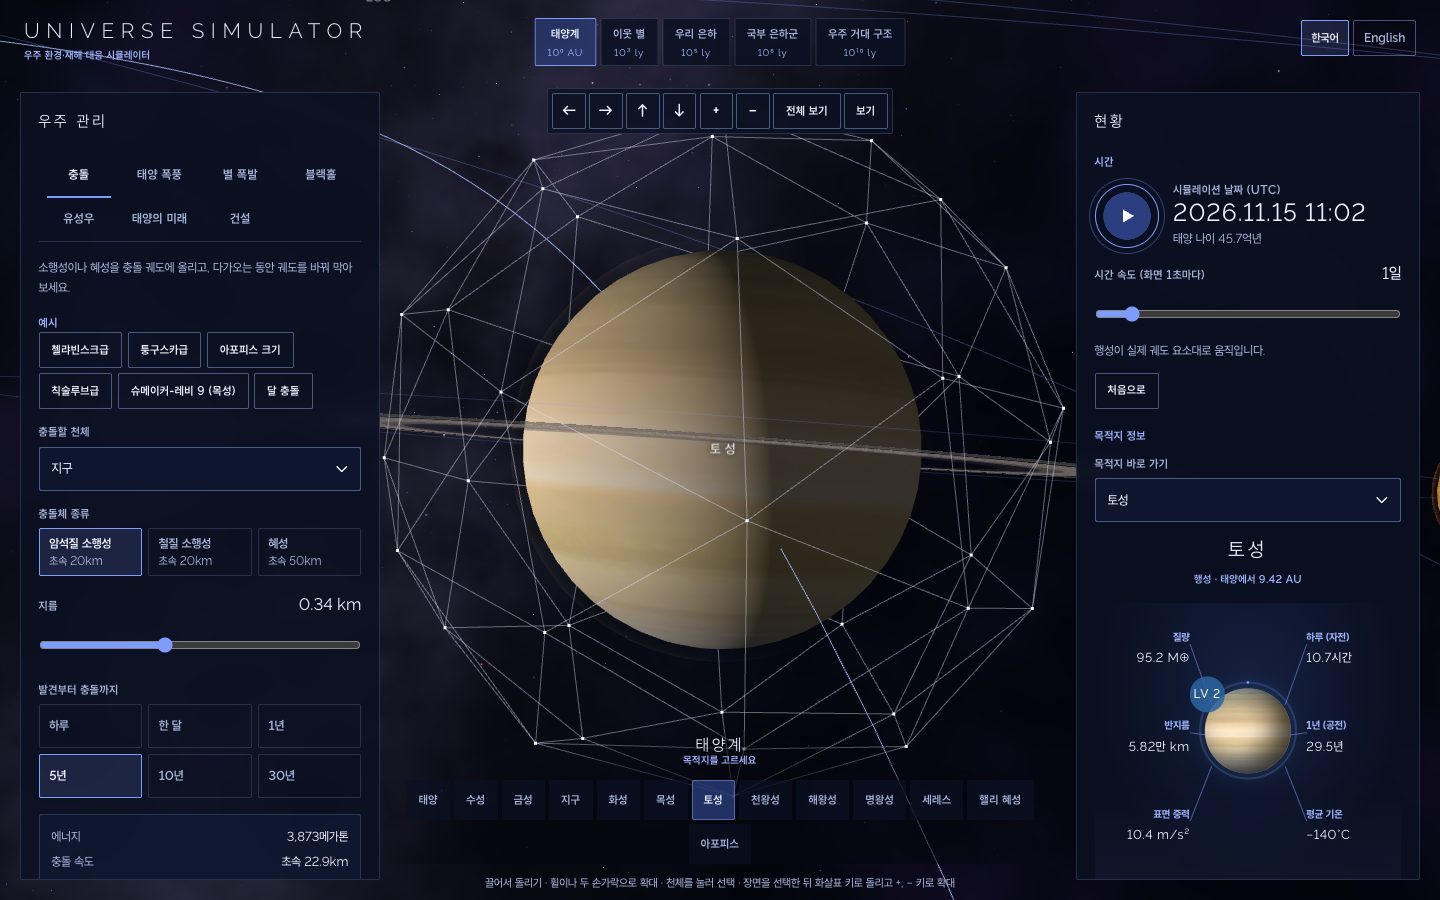 UNIVERSE SIMULATOR
우주 환경·재해 대응 시뮬레이터
태양계
10⁰ AU
이웃 별
10³ ly
우리 은하
10⁵ ly
국부 은하군
10⁶ ly
우주 거대 구조
10¹⁰ ly
한국어
English
← → ↑ ↓ + − 전체 보기 보기
우주 관리
충돌 태양 폭풍 별 폭발 블랙홀
유성우 태양의 미래 건설
소행성이나 혜성을 충돌 궤도에 올리고, 다가오는 동안 궤도를 바꿔 막아
보세요.
예시
첼랴빈스크급 퉁구스카급 아포피스 크기
칙술루브급 슈메이커-레비 9 (목성) 달 충돌
충돌할 천체
지구
충돌체 종류
암석질 소행성
초속 20km
철질 소행성
초속 20km
혜성
초속 50km
지름 0.34 km
발견부터 충돌까지
하루 한 달 1년
5년 10년 30년
에너지 3,873메가톤
충돌 속도 초속 22.9km
토성
태양계
목적지를 고르세요
태양 수성 금성 지구 화성 목성 토성 천왕성 해왕성 명왕성 세레스 핼리 혜성
아포피스
끌어서 돌리기 · 휠이나 두 손가락으로 확대 · 천체를 눌러 선택 · 장면을 선택한 뒤 화살표 키로 돌리고 +, − 키로 확대
현황
시간
시뮬레이션 날짜 (UTC)
2026.11.15 11:02
태양 나이 45.7억년
시간 속도 (화면 1초마다) 1일
행성이 실제 궤도 요소대로 움직입니다.
처음으로
목적지 정보
목적지 바로 가기
토성
토성
행성 · 태양에서 9.42 AU
질량
95.2 M⊕
하루 (자전)
10.7시간
LV 2
반지름
5.82만 km
1년 (공전)
29.5년
표면 중력
10.4 m/s²
평균 기온
−140°C